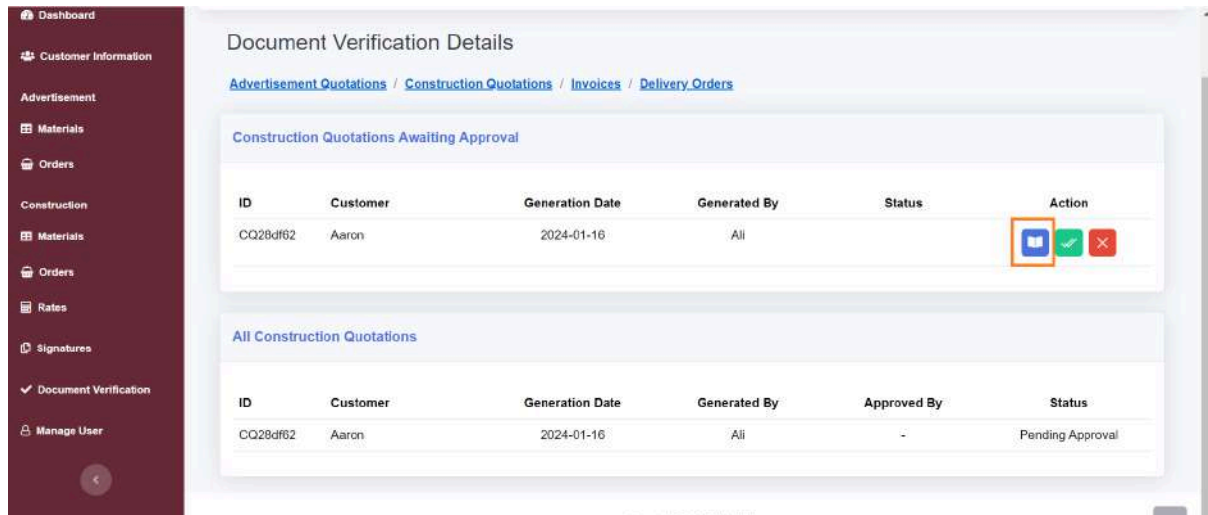 Dashboard
Customer Information
Advertisement
Materials
Orders
Construction
Materials
Orders
Rates
Signatures
Document Verification
Manage User
Document Verification Details
Advertisement Quotations / Construction Quotations / Invoices / Delivery Orders
Construction Quotations Awaiting Approval
ID Customer Generation Date Generated By Status Action
CQ28df62 Aaron 2024-01-16 Ali
All Construction Quotations
ID Customer Generation Date Generated By Approved By Status
CQ28df62 Aaron 2024-01-16 Ali - Pending Approval